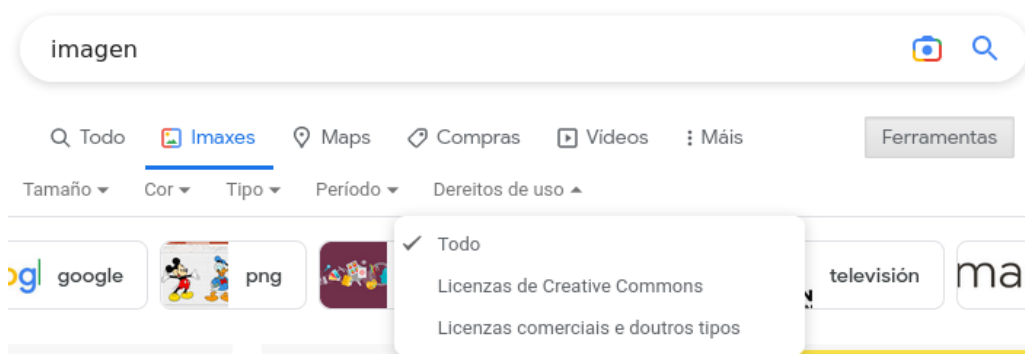 imagen
Todo Imaxes Maps Compras Vídeos Máis Ferramentas
Tamaño Cor Tipo Período Dereitos de uso
Todo
Licenzas de Creative Commons
Licenzas comerciais e doutros tipos
google png televisión